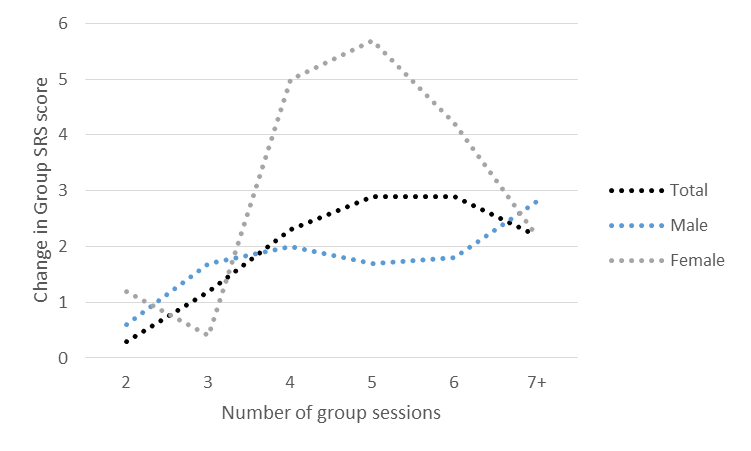 6
5
4
3
2
1
0
Change in Group SRS score
2 3 4 5 6 7+
Number of group sessions
Total
Male
Female